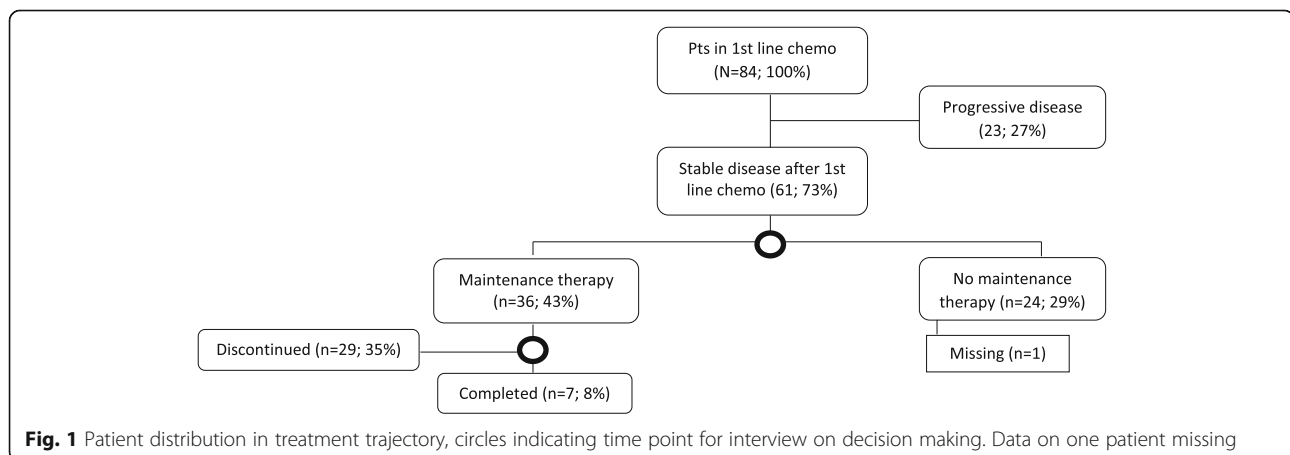 Pts in 1st line chemo
(N=84; 100%)
Progressive disease
(23; 27%)
Stable disease after 1st
line chemo (61; 73%)
Maintenance therapy
(n=36; 43%)
No maintenance
therapy (n=24; 29%)
Discontinued (n=29; 35%)
Missing (n=1)
Completed (n=7; 8%)
Fig. 1 Patient distribution in treatment trajectory, circles indicating time point for interview on decision making. Data on one patient missing